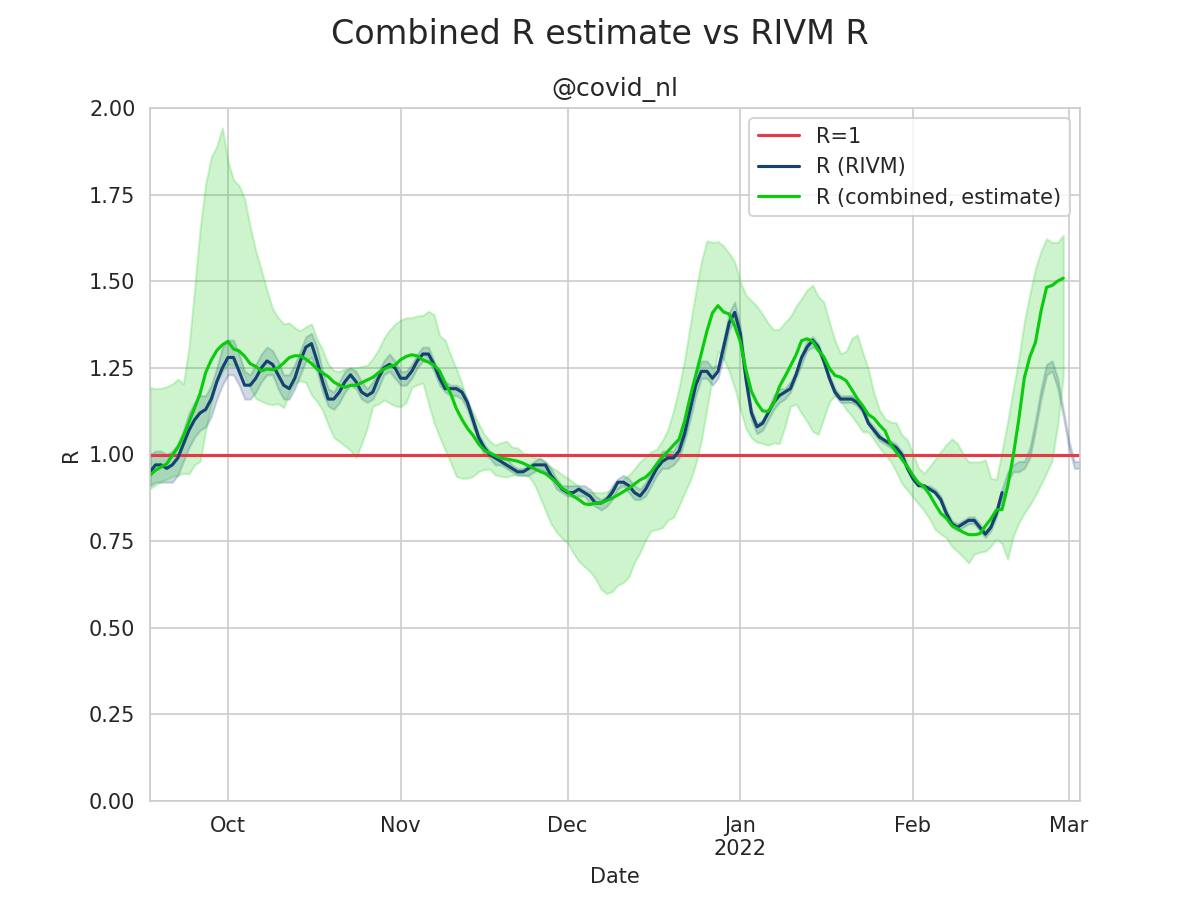 Combined R estimate vs RIVM R
@covid_nl
R=1
R (RIVM)
R (combined, estimate)
2.00
1.75
1.50
1.25
1.00
0.75
0.50
0.25
0.00
R
Oct
Nov
Dec
Jan
2022
Feb
Mar
Date